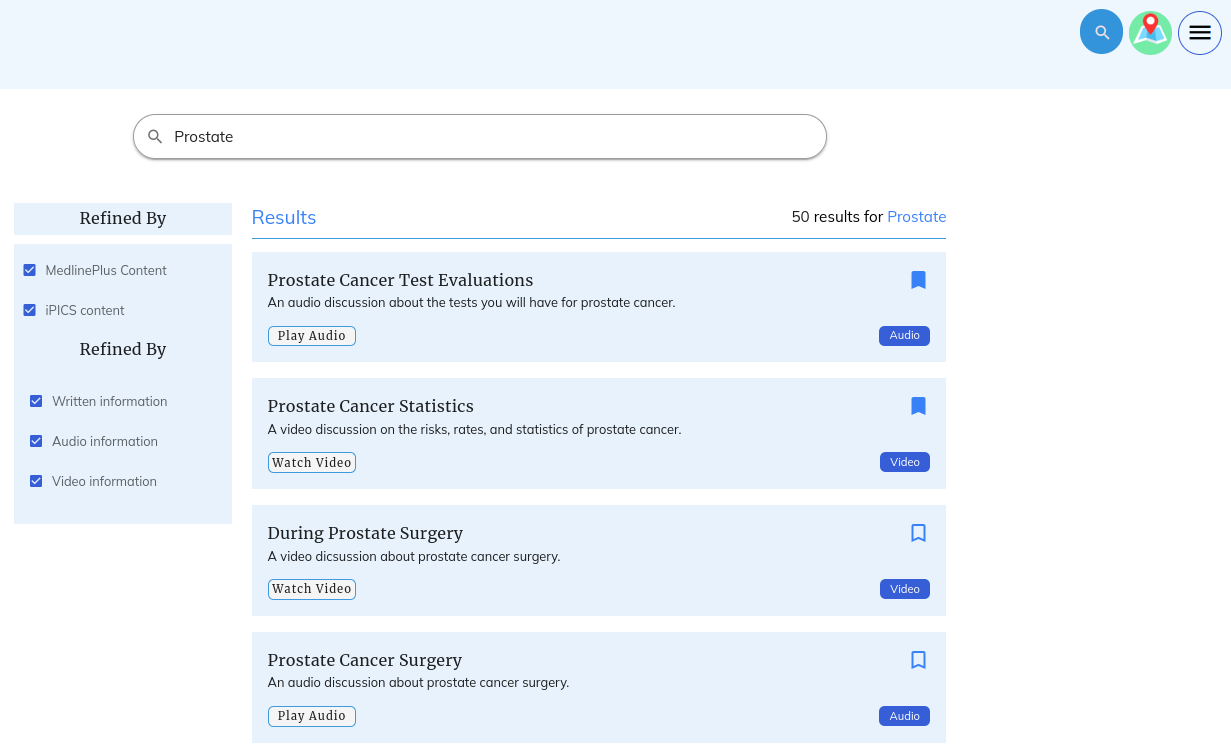 Prostate
Refined By
MedlinePlus Content
iPICS content
Refined By
Written information
Audio information
Video information
Results
50 results for Prostate
Prostate Cancer Test Evaluations
An audio discussion about the tests you will have for prostate cancer.
Play Audio
Audio
Prostate Cancer Statistics
A video discussion on the risks, rates, and statistics of prostate cancer.
Watch Video
Video
During Prostate Surgery
A video dicsussion about prostate cancer surgery.
Watch Video
Video
Prostate Cancer Surgery
An audio discussion about prostate cancer surgery.
Play Audio
Audio